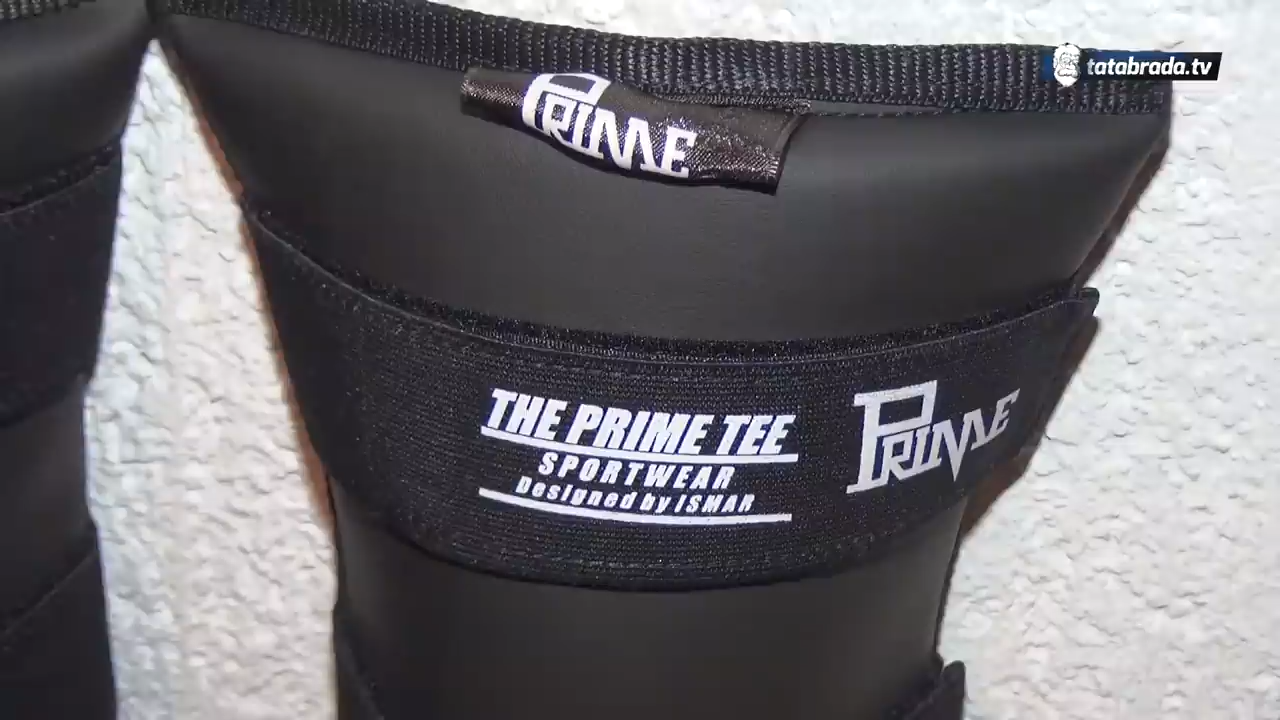 tatabrada.tv
PRIME
THE PRIME TEE
SPORTWEAR
Designed by ISMAR
PRIME